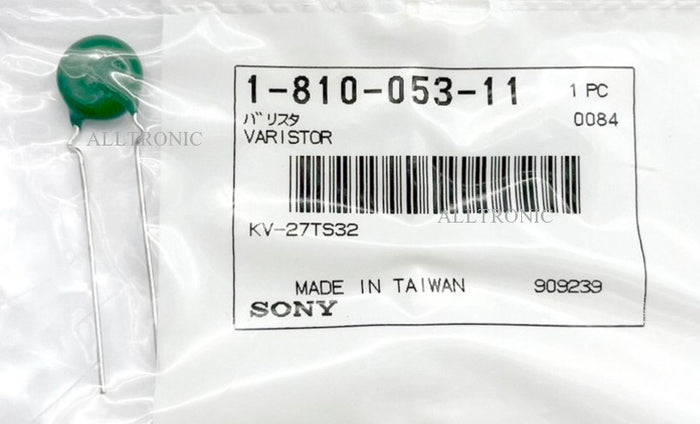 1-810-053-11 1 PC
バリスタ 0084
VARISTOR
ALLTRONIC
ALLTRONIC
KV-27TS32
MADE IN TAIWAN 909239
SONY